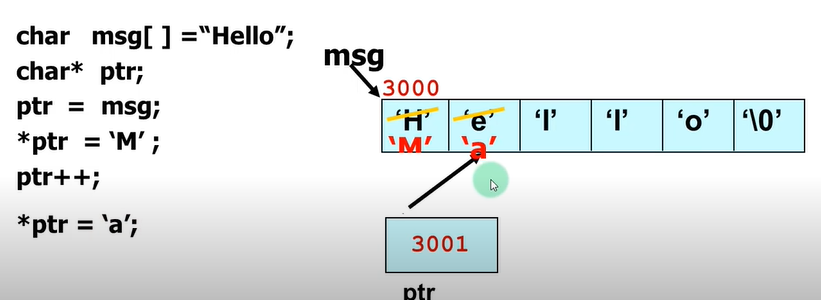 char msg[ ] =“Hello”;
char* ptr;
ptr = msg;
*ptr = ‘M’ ;
ptr++;
*ptr = ‘a’;
msg
3000
‘H’ ‘e’ ‘l’ ‘l’ ‘o’ ‘\0’
‘M’ ‘a’
3001
ptr